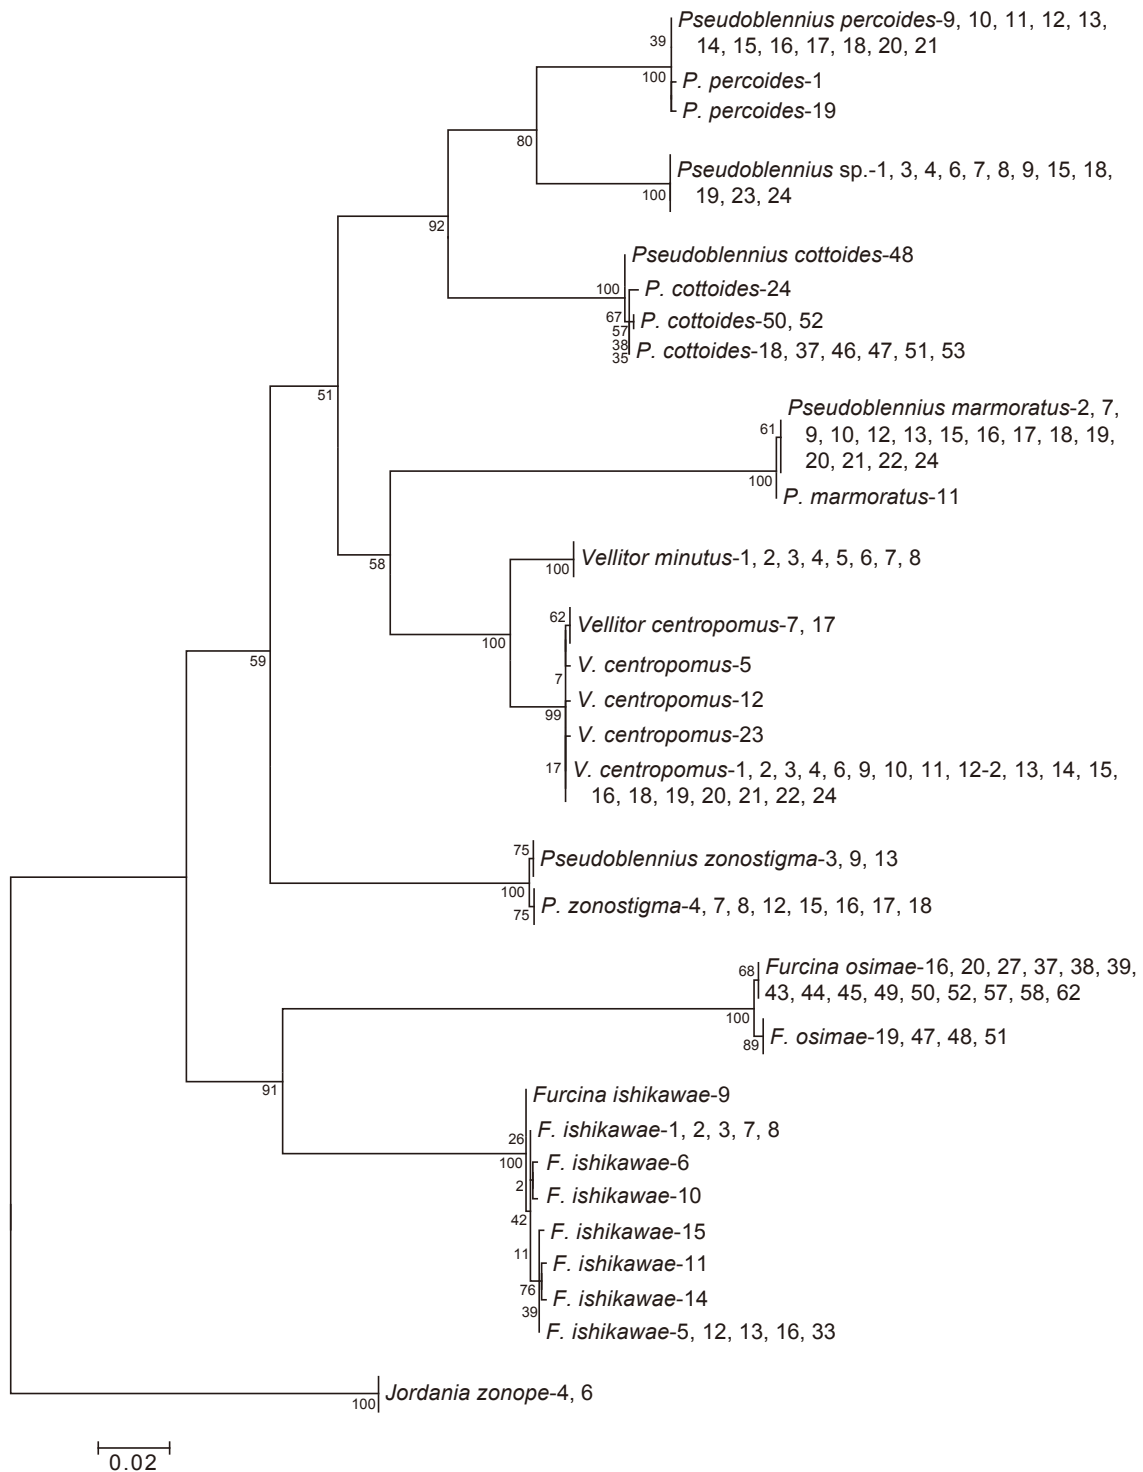 Pseudoblennius percoides-9, 10, 11, 12, 13,
14, 15, 16, 17, 18, 20, 21
39
100
P. percoides-1
P. percoides-19
80
Pseudoblennius sp.-1, 3, 4, 6, 7, 8, 9, 15, 18,
19, 23, 24
100
92
Pseudoblennius cottoides-48
100
P. cottoides-24
67
P. cottoides-50, 52
57
38
35
P. cottoides-18, 37, 46, 47, 51, 53
51
Pseudoblennius marmoratus-2, 7,
9, 10, 12, 13, 15, 16, 17, 18, 19,
20, 21, 22, 24
61
100
P. marmoratus-11
58
Vellitor minutus-1, 2, 3, 4, 5, 6, 7, 8
100
100
62
Vellitor centropomus-7, 17
V. centropomus-5
7
V. centropomus-12
99
V. centropomus-23
17
V. centropomus-1, 2, 3, 4, 6, 9, 10, 11, 12-2, 13, 14, 15,
16, 18, 19, 20, 21, 22, 24
59
75
Pseudoblennius zonostigma-3, 9, 13
100
75
P. zonostigma-4, 7, 8, 12, 15, 16, 17, 18
68
Furcina osimae-16, 20, 27, 37, 38, 39,
43, 44, 45, 49, 50, 52, 57, 58, 62
100
89
F. osimae-19, 47, 48, 51
91
Furcina ishikawae-9
26
F. ishikawae-1, 2, 3, 7, 8
100
F. ishikawae-6
2
F. ishikawae-10
42
F. ishikawae-15
11
F. ishikawae-11
76
F. ishikawae-14
39
F. ishikawae-5, 12, 13, 16, 33
100
Jordania zonope-4, 6
0.02